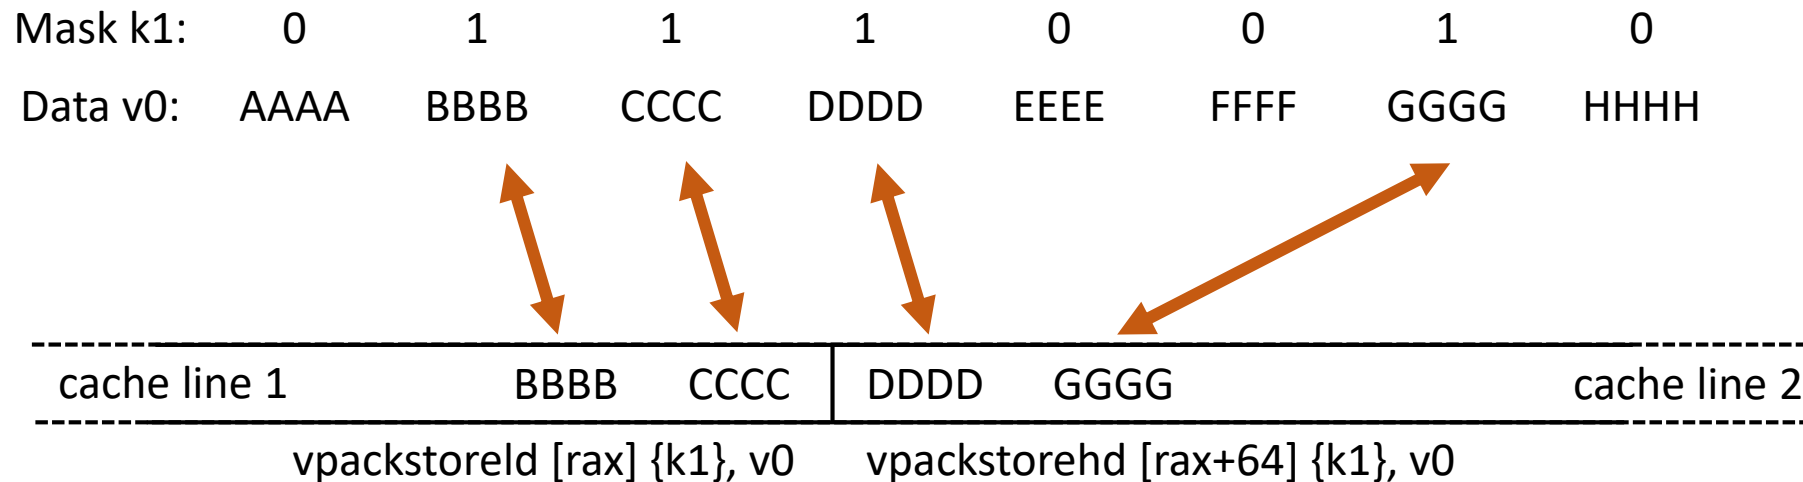 Mask k1: 0 1 1 1 0 0 1 0
Data v0: AAAA BBBB CCCC DDDD EEEE FFFF GGGG HHHH
cache line 1 BBBB CCCC DDDD GGGG cache line 2
vpackstoreld [rax] {k1}, v0 vpackstorehd [rax+64] {k1}, v0